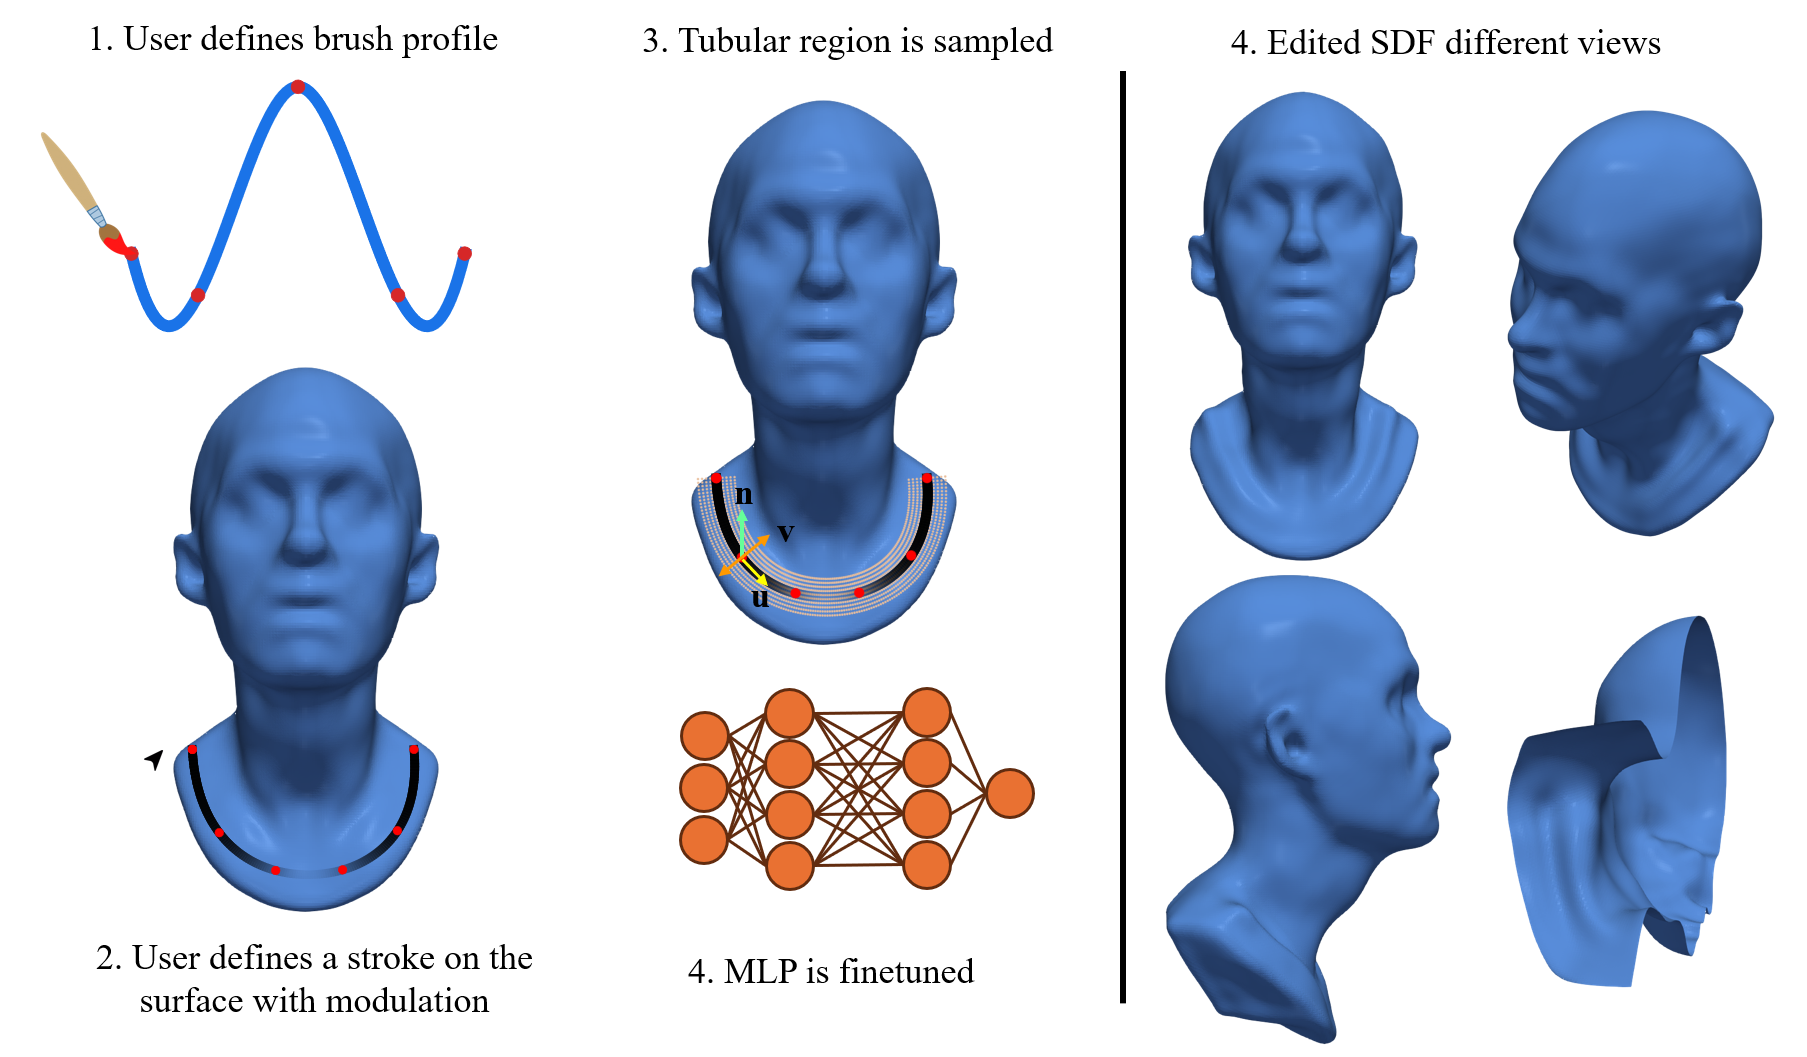 1. User defines brush profile
2. User defines a stroke on the
surface with modulation
3. Tubular region is sampled
n
v
u
4. MLP is finetuned
4. Edited SDF different views